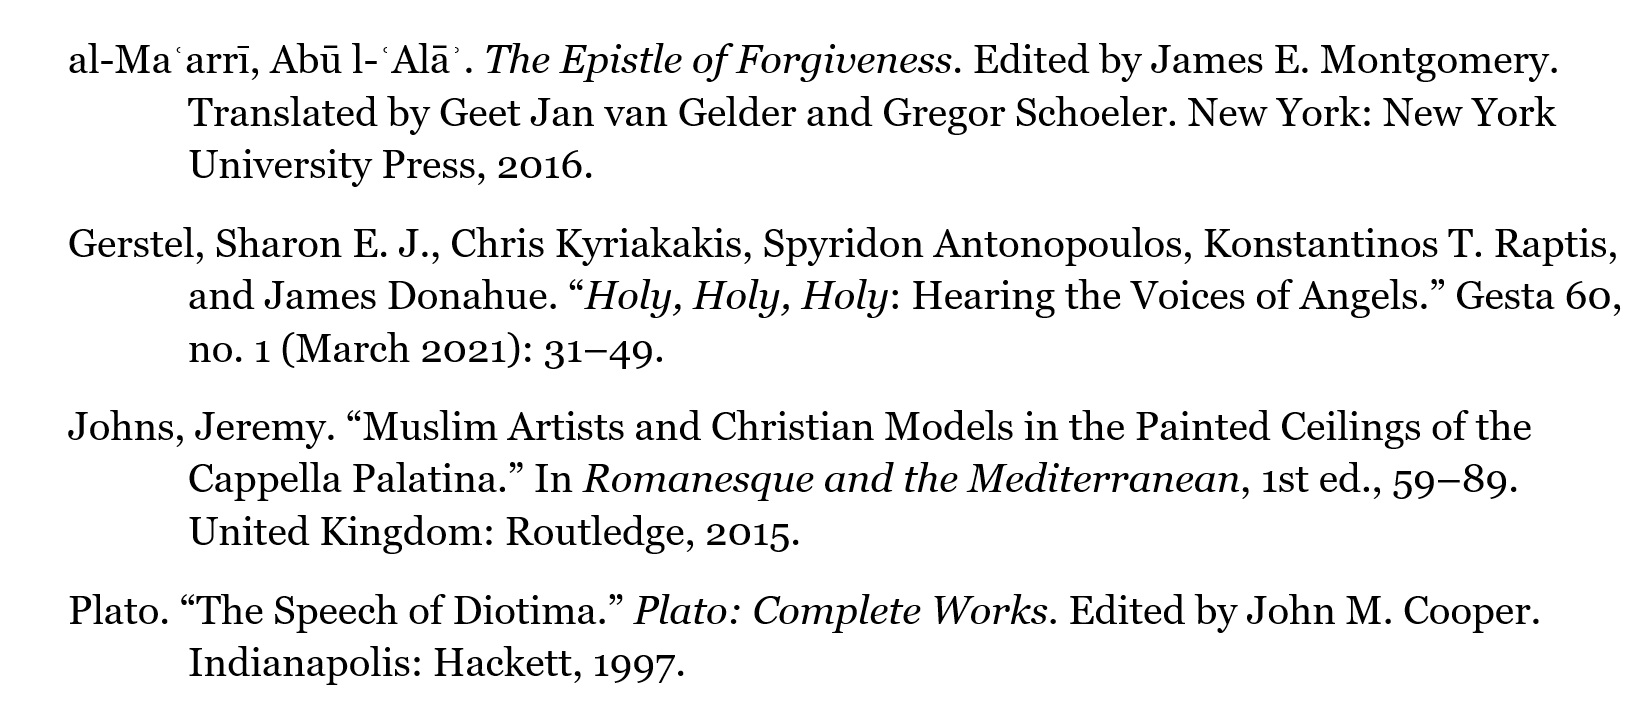 al-Maʿarrī, Abū l-ʿAlāʾ. The Epistle of Forgiveness. Edited by James E. Montgomery.
Translated by Geet Jan van Gelder and Gregor Schoeler. New York: New York
University Press, 2016.
Gerstel, Sharon E. J., Chris Kyriakakis, Spyridon Antonopoulos, Konstantinos T. Raptis,
and James Donahue. “Holy, Holy, Holy: Hearing the Voices of Angels.” Gesta 60,
no. 1 (March 2021): 31–49.
Johns, Jeremy. “Muslim Artists and Christian Models in the Painted Ceilings of the
Cappella Palatina.” In Romanesque and the Mediterranean, 1st ed., 59–89.
United Kingdom: Routledge, 2015.
Plato. “The Speech of Diotima.” Plato: Complete Works. Edited by John M. Cooper.
Indianapolis: Hackett, 1997.